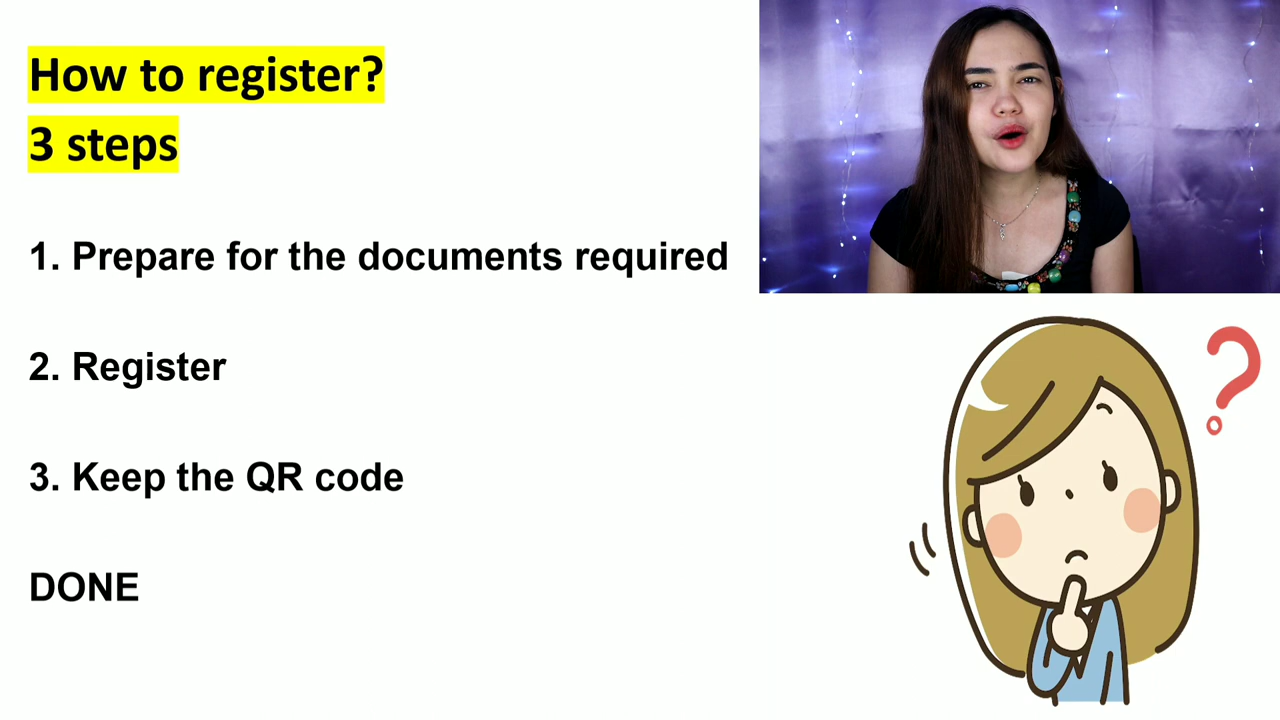 How to register?
3 steps
1. Prepare for the documents required
2. Register
3. Keep the QR code
DONE